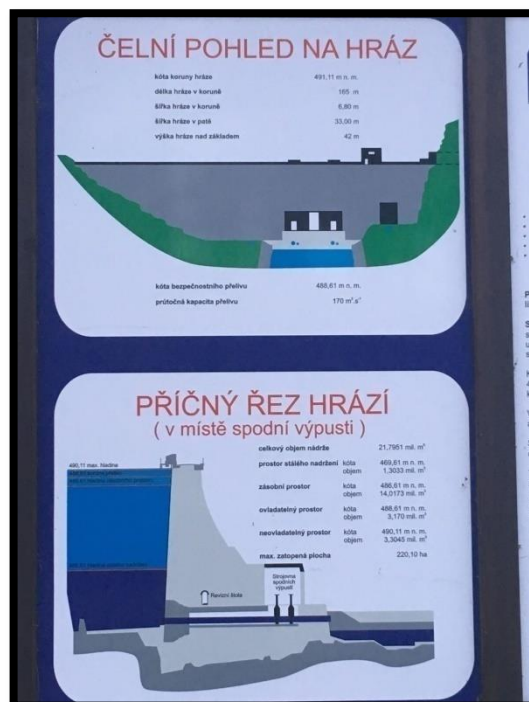 ČELNÍ POHLED NA HRÁZ
kóta koruny hráze 491,11 m n. m.
délka hráze v koruně 165 m
šířka hráze v koruně 6,80 m
šířka hráze v patě 33,00 m
výška hráze nad základem 42 m
kóta bezpečnostního přelivu 488,61 m n. m.
průtočná kapacita přelivu 170 m³.s⁻¹
PŘÍČNÝ ŘEZ HRÁZÍ
( v místě spodní výpusti )
celkový objem nádrže 21,7951 mil. m³
490,11 max. hladina
prostor stálého nadržení kóta 469,61 m n. m.
objem 1,3033 mil. m³
zásobní prostor kóta 486,61 m n. m.
objem 14,0173 mil. m³
ovladatelný prostor kóta 488,61 m n. m.
objem 3,170 mil. m³
neovladatelný prostor kóta 490,11 m n. m.
objem 3,3045 mil. m³
max. zatopená plocha 220,10 ha
Strojovna
spodních
výpustí
Revizní štola